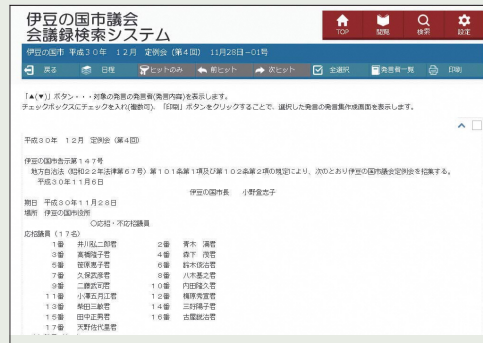 伊豆の国市議会
会議録検索システム
TOP 閲覧 検索 設定
伊豆の国市 平成30年 12月 定例会（第4回） 11月28日－01号
戻る 日程 ヒットのみ 前ヒット 次ヒット 全選択 発言者一覧 印刷
「▲(▼)」ボタン・・・対象の発言の発言者(発言内容)を表示します。
チェックボックスにチェックを入れ(複数可)、「印刷」ボタンをクリックすることで、選択した発言の発言集作成画面を表示します。
平成30年 12月 定例会（第4回）
伊豆の国市告示第147号
地方自治法（昭和22年法律第67号）第101条第1項及び第102条第2項の規定により、次のとおり伊豆の国市議会定例会を招集する。
平成30年11月6日
伊豆の国市長 小野登志子
期日 平成30年11月28日
場所 伊豆の国市役所
○応招・不応招議員
応招議員（17名）
1番 井川弘二郎君 2番 青木 満君
3番 高橋隆子君 4番 森下 茂君
5番 笹原惠子君 6番 鈴木俊治君
7番 久保武彦君 8番 八木基之君
9番 二藤武司君 10番 内田隆久君
11番 小澤五月江君 12番 梅原秀宣君
13番 柴田三敏君 14番 三好陽子君
15番 田中正男君 16番 古屋鋭治君
17番 天野佐代里君